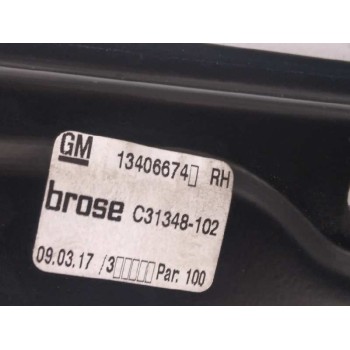 GM 13406674▯ RH
brose C31348-102
09.03.17 /3▯▯▯▯▯ Par. 100